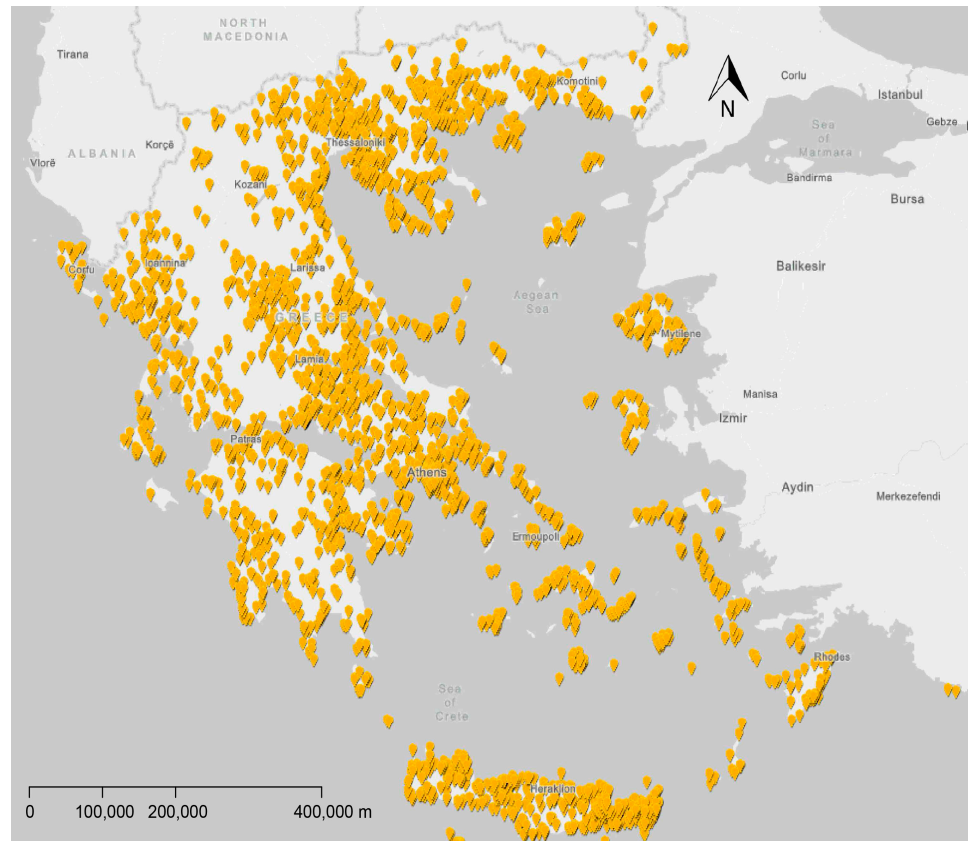 NORTH
MACEDONIA
Tirana
Komotini
Corlu
Istanbul
N
Gebze
Sea
of
Marmara
Thessaloniki
Korçë
ALBANIA
Vlorë
Bandirma
Kozani
Bursa
Ioannina
Larissa
Corfu
Balikesir
Aegean
Sea
GREECE
Mytilene
Lamia
Manisa
Izmir
Patras
Athens
Aydin
Merkezefendi
Ermoupoli
Rhodes
Sea
of
Crete
Heraklion
0 100,000 200,000 400,000 m